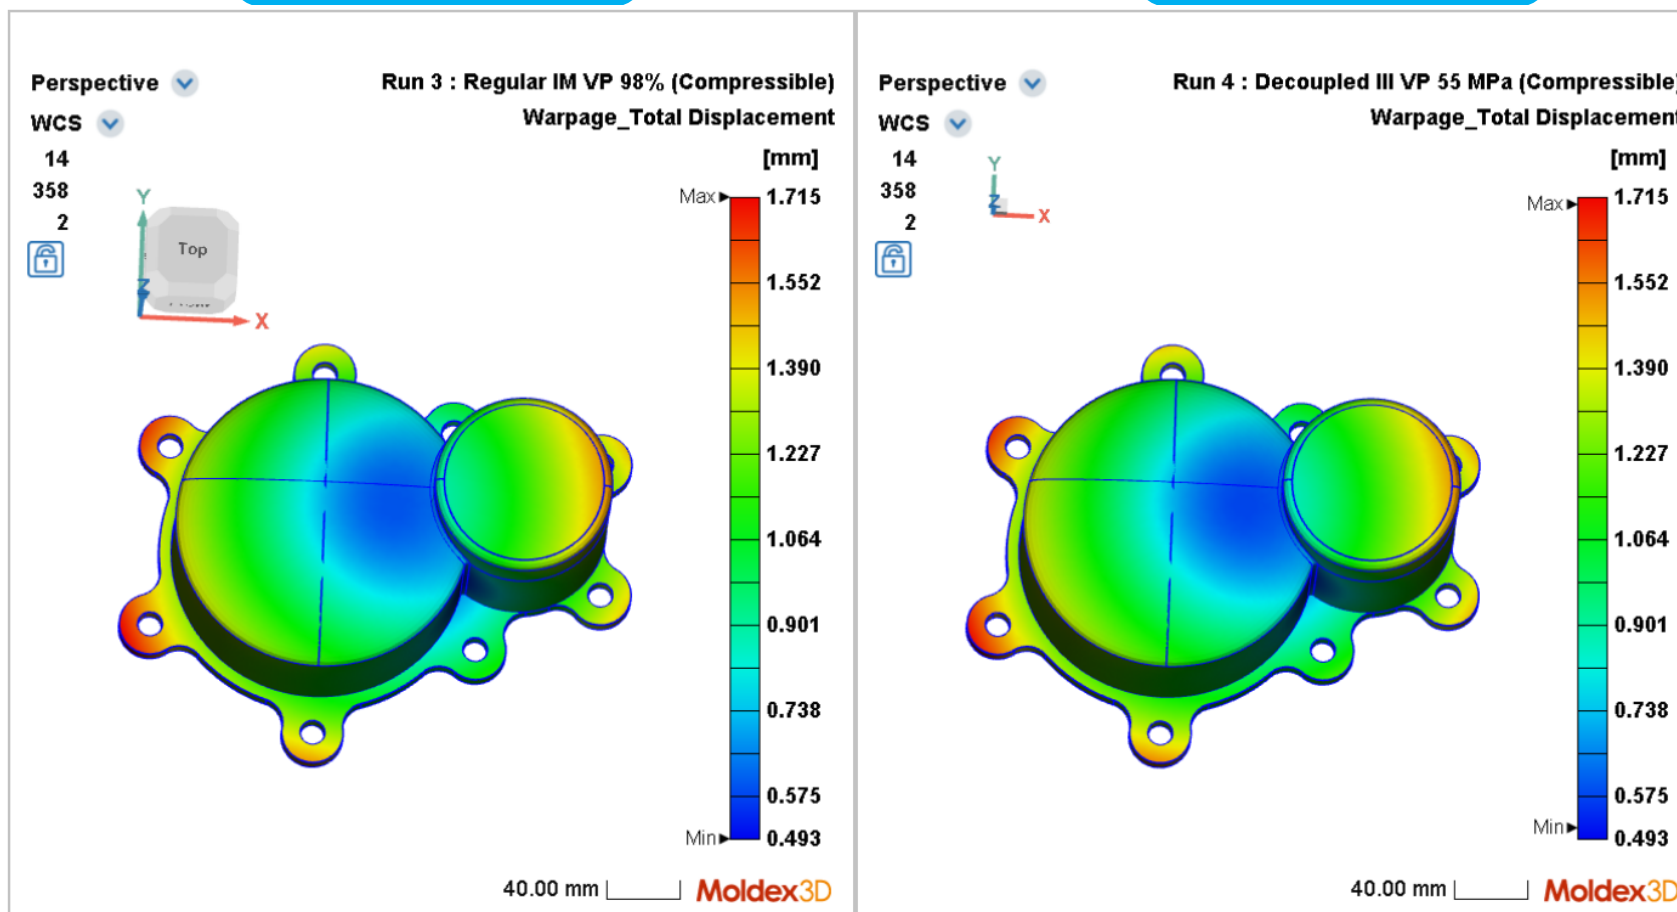 Perspective
Run 3 : Regular IM VP 98% (Compressible)
WCS
Warpage_Total Displacement
14
[mm]
358
2
Max
1.715
Y
Top
Z
X
1.552
1.390
1.227
1.064
0.901
0.738
0.575
Min
0.493
40.00 mm
Moldex3D
Perspective
Run 4 : Decoupled III VP 55 MPa (Compressible)
WCS
Warpage_Total Displacement
14
[mm]
358
2
Y
Z
X
Max
1.715
1.552
1.390
1.227
1.064
0.901
0.738
0.575
Min
0.493
40.00 mm
Moldex3D